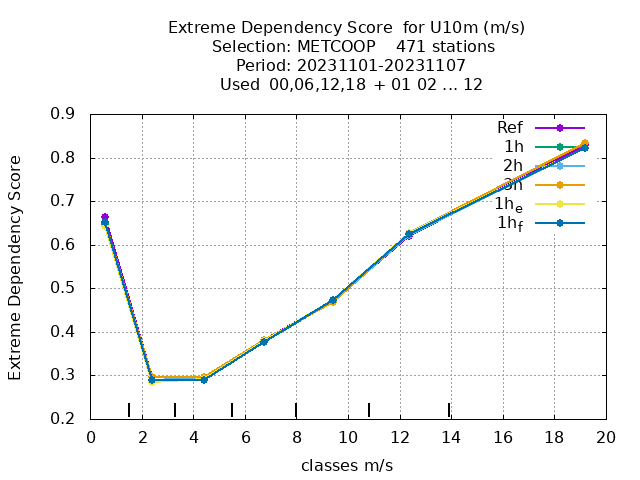 Extreme Dependency Score  for U10m (m/s)
Selection: METCOOP    471 stations
Period: 20231101-20231107
Used  00,06,12,18  + 01 02 ... 12
Extreme Dependency Score
0.9
0.8
0.7
0.6
0.5
0.4
0.3
0.2
Ref
1h
2h
3h
1he
1hf
0 2 4 6 8 10 12 14 16 18 20
classes m/s